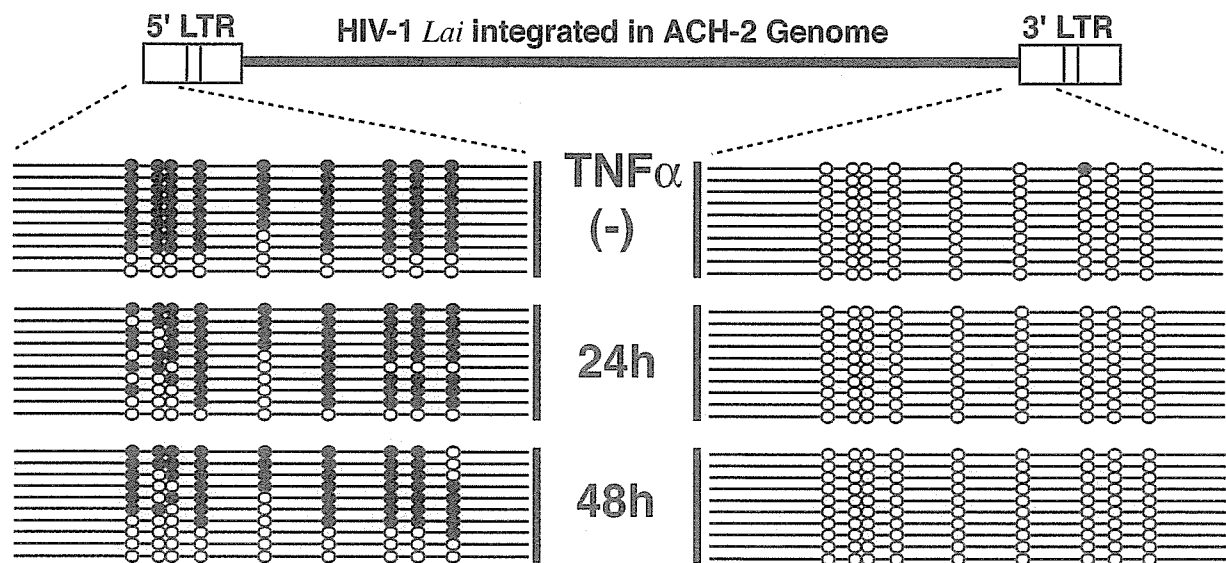 5' LTR
HIV-1 Lai integrated in ACH-2 Genome
3' LTR
TNFα
(-)
24h
48h